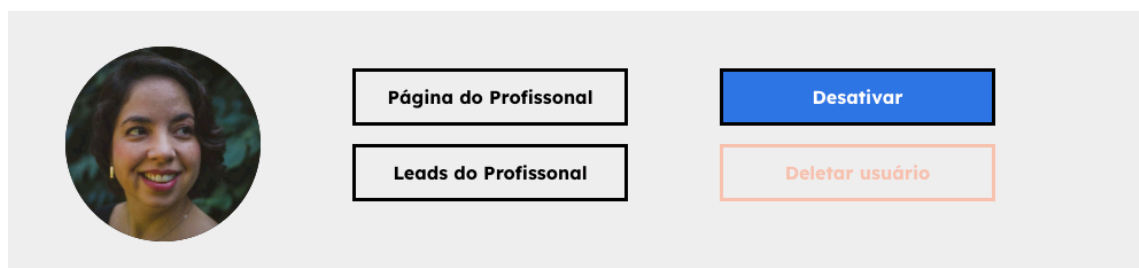 Página do Profissonal
Desativar
Leads do Profissonal
Deletar usuário